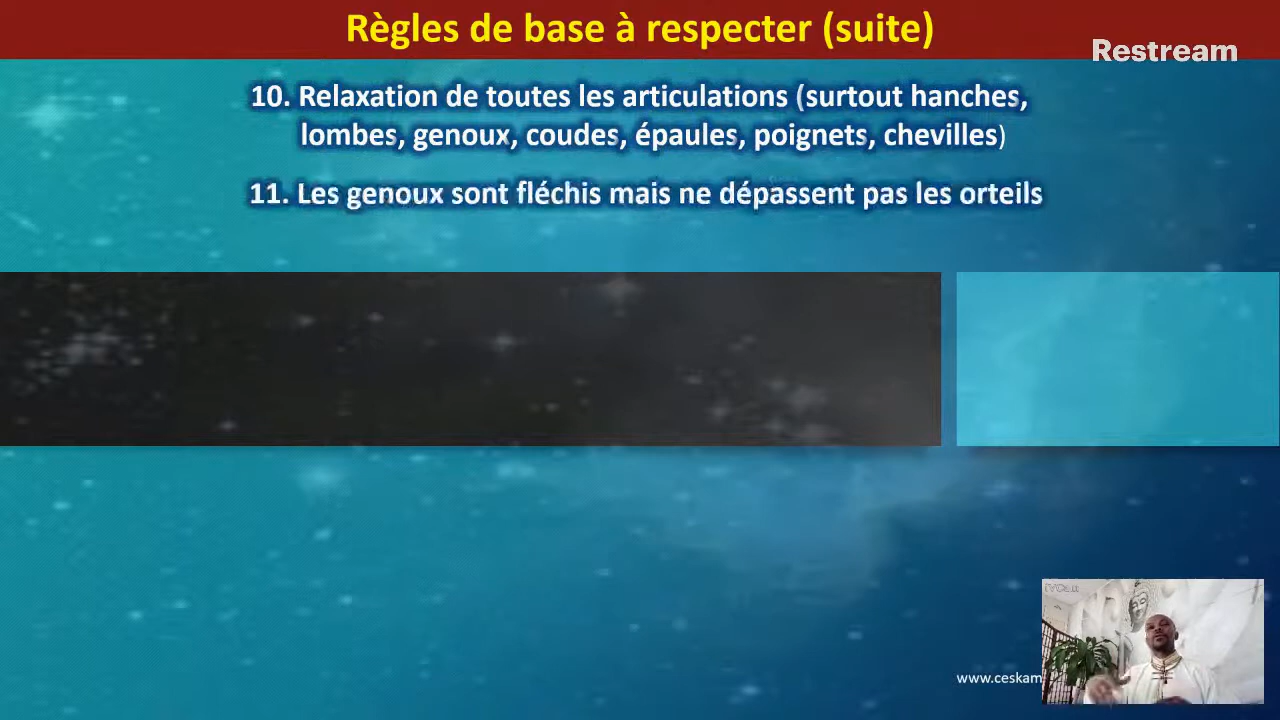 Règles de base à respecter (suite)
Restream
10. Relaxation de toutes les articulations (surtout hanches,
lombes, genoux, coudes, épaules, poignets, chevilles)
11. Les genoux sont fléchis mais ne dépassent pas les orteils
www.ceskam